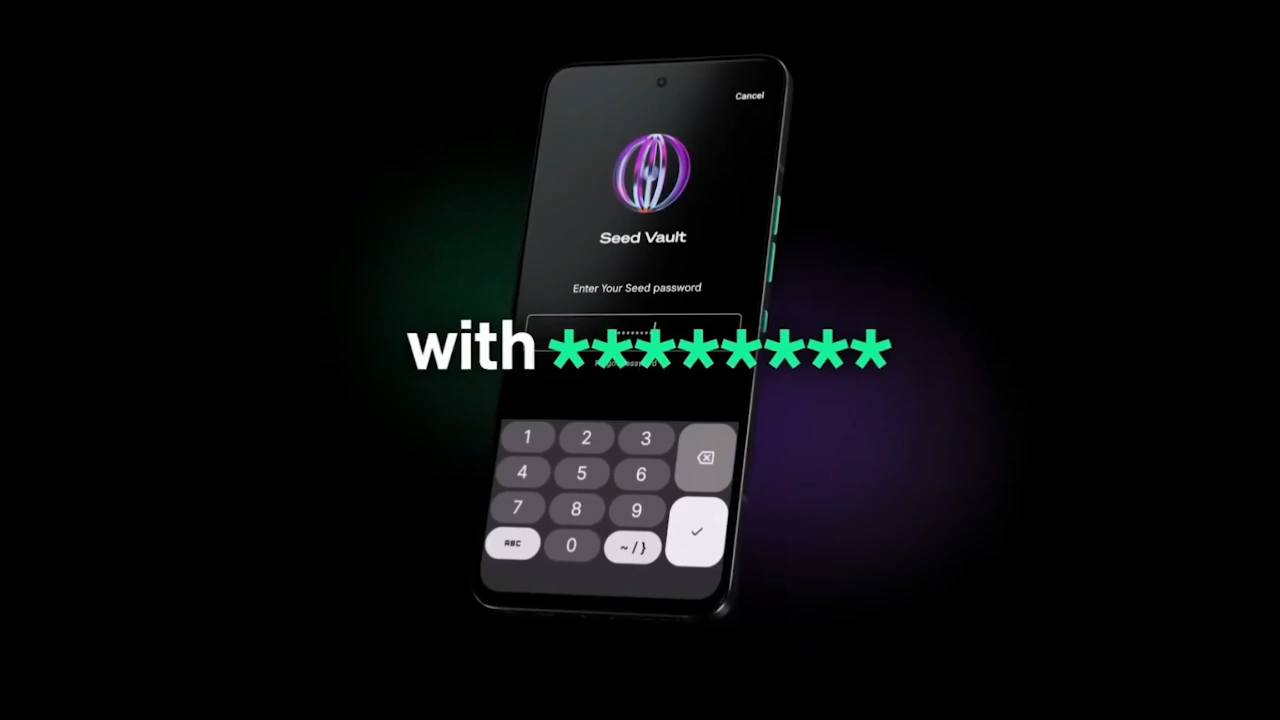 Cancel
Seed Vault
Enter Your Seed password
with ********
1 2 3
4 5 6
7 8 9
ABC 0 ~/}